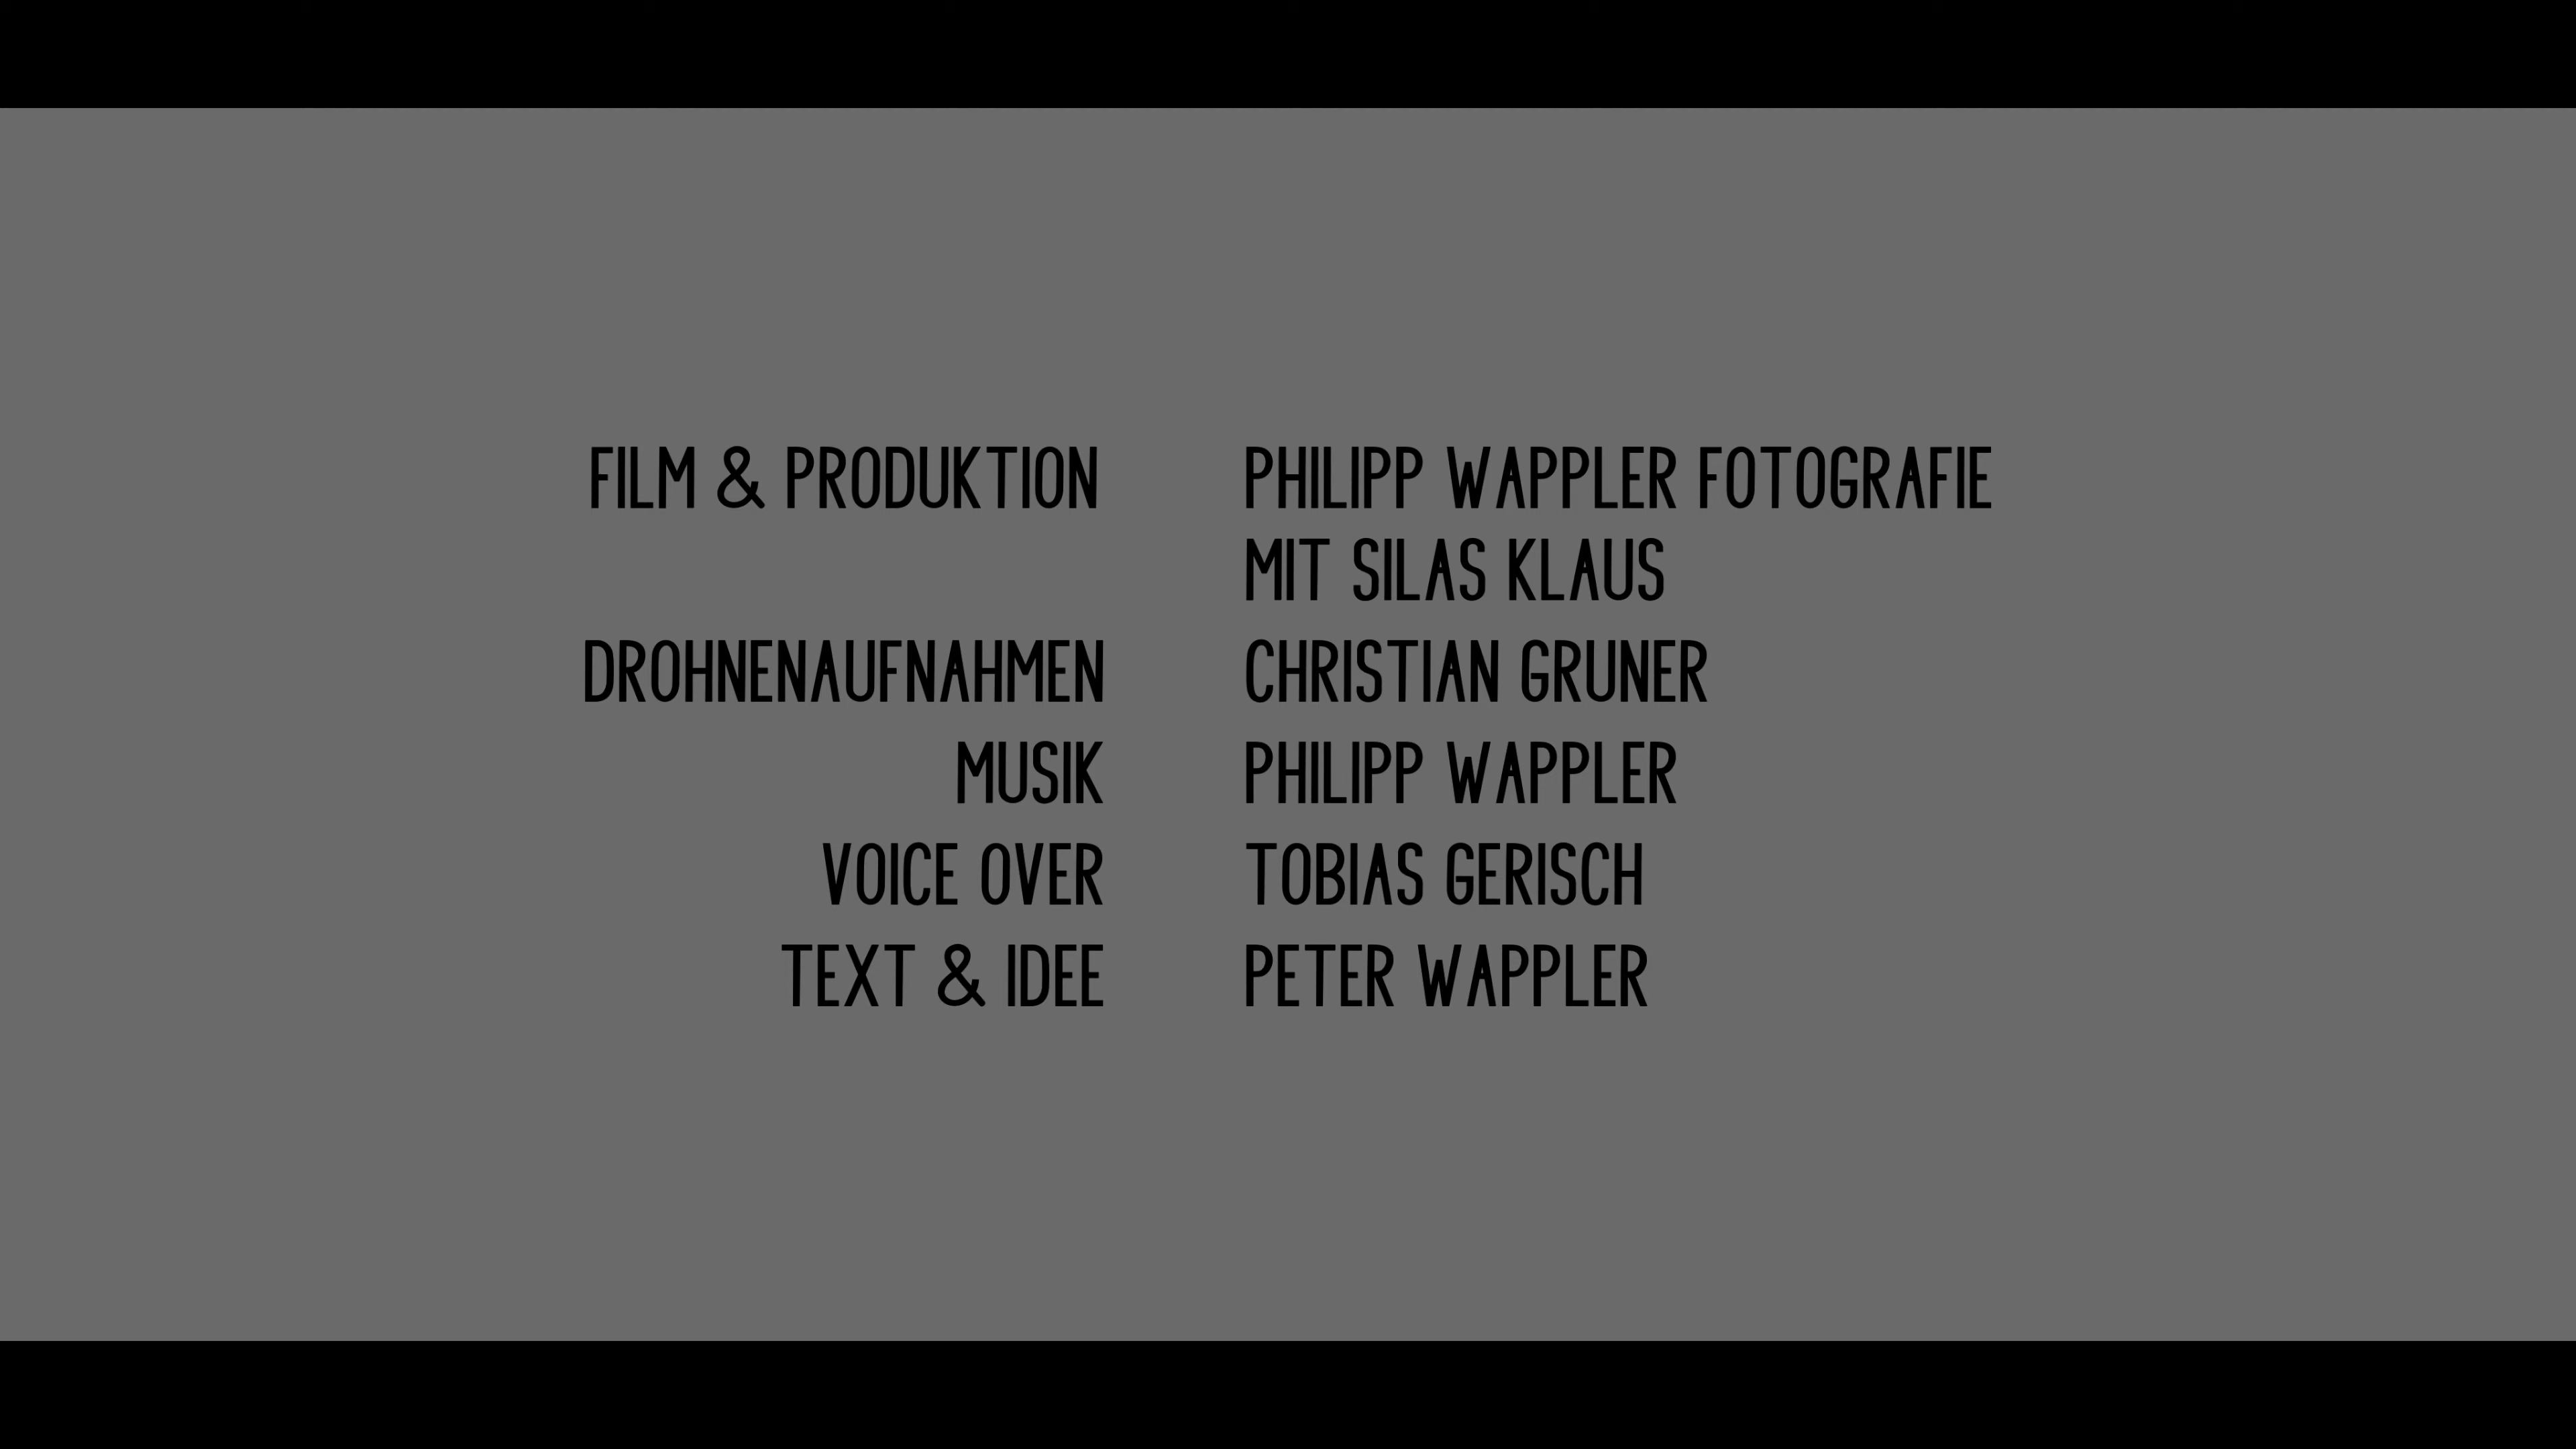 FILM & PRODUKTION PHILIPP WAPPLER FOTOGRAFIE
MIT SILAS KLAUS
DROHNENAUFNAHMEN CHRISTIAN GRUNER
MUSIK PHILIPP WAPPLER
VOICE OVER TOBIAS GERISCH
TEXT & IDEE PETER WAPPLER